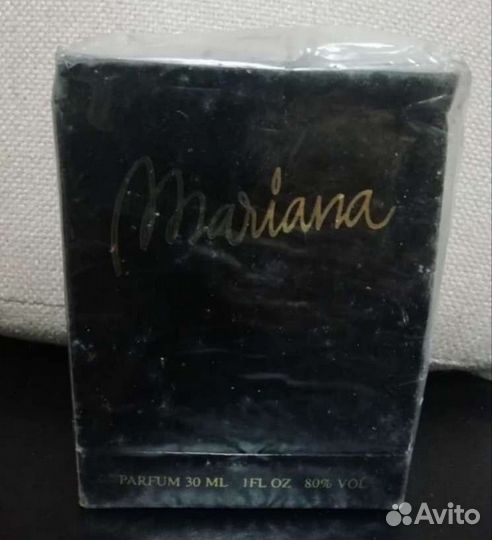 Mariana
PARFUM 30 ML 1FL OZ 80% VOL
Avito